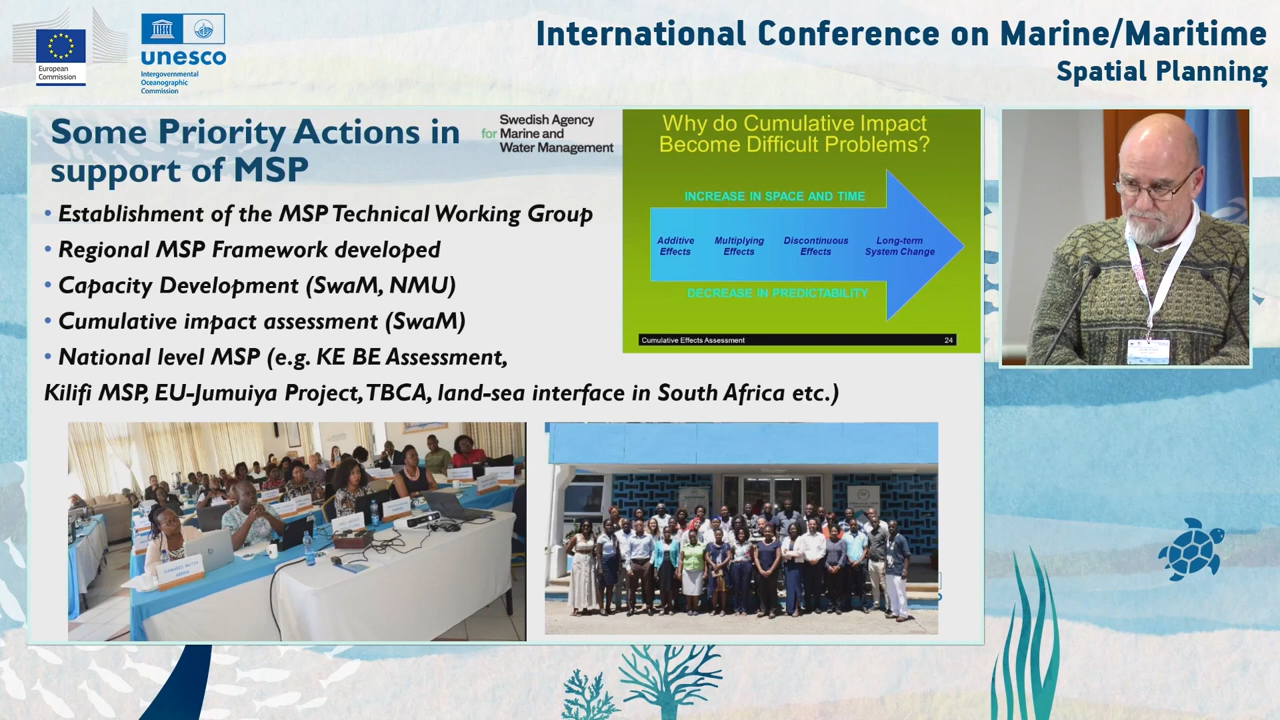 European
Commission
unesco
Intergovernmental
Oceanographic
Commission
International Conference on Marine/Maritime
Spatial Planning
Some Priority Actions in
support of MSP
Swedish Agency
for Marine and
Water Management
• Establishment of the MSP Technical Working Group
• Regional MSP Framework developed
• Capacity Development (SwaM, NMU)
• Cumulative impact assessment (SwaM)
• National level MSP (e.g. KE BE Assessment,
Kilifi MSP, EU-Jumuiya Project, TBCA, land-sea interface in South Africa etc.)
Why do Cumulative Impact
Become Difficult Problems?
INCREASE IN SPACE AND TIME
Additive
Effects
Multiplying
Effects
Discontinuous
Effects
Long-term
System Change
DECREASE IN PREDICTABILITY
Cumulative Effects Assessment
24